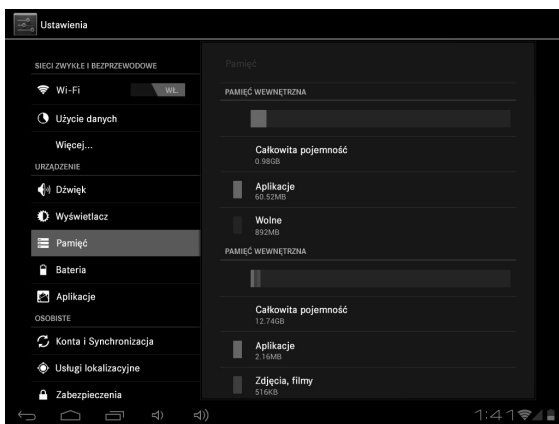 Ustawienia
SIECI ZWYKŁE I BEZPRZEWODOWE
Wi-Fi
WŁ.
Użycie danych
Więcej...
URZĄDZENIE
Dźwięk
Wyświetlacz
Pamięć
Bateria
Aplikacje
OSOBISTE
Konta i Synchronizacja
Usługi lokalizacyjne
Zabezpieczenia
Pamięć
PAMIĘĆ WEWNĘTRZNA
Całkowita pojemność
0.98GB
Aplikacje
60.52MB
Wolne
892MB
PAMIĘĆ WEWNĘTRZNA
Całkowita pojemność
12.74GB
Aplikacje
2.16MB
Zdjęcia, filmy
516KB
1:41